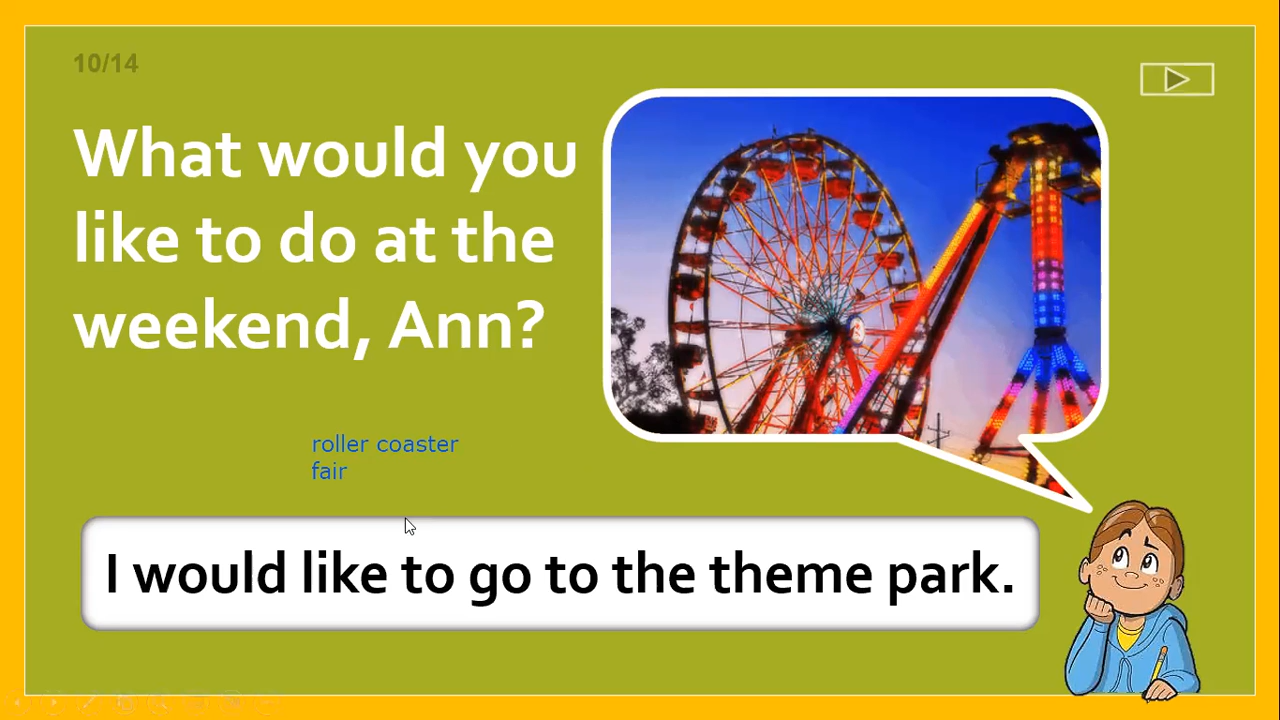 10/14
What would you
like to do at the
weekend, Ann?
roller coaster
fair
I would like to go to the theme park.